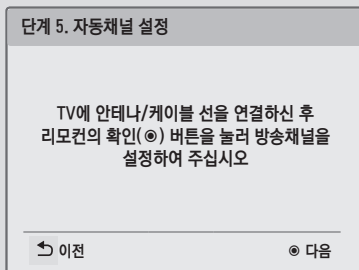 단계 5. 자동채널 설정
TV에 안테나/케이블 선을 연결하신 후
리모컨의 확인(◉) 버튼을 눌러 방송채널을
설정하여 주십시오
⮌ 이전
◉ 다음